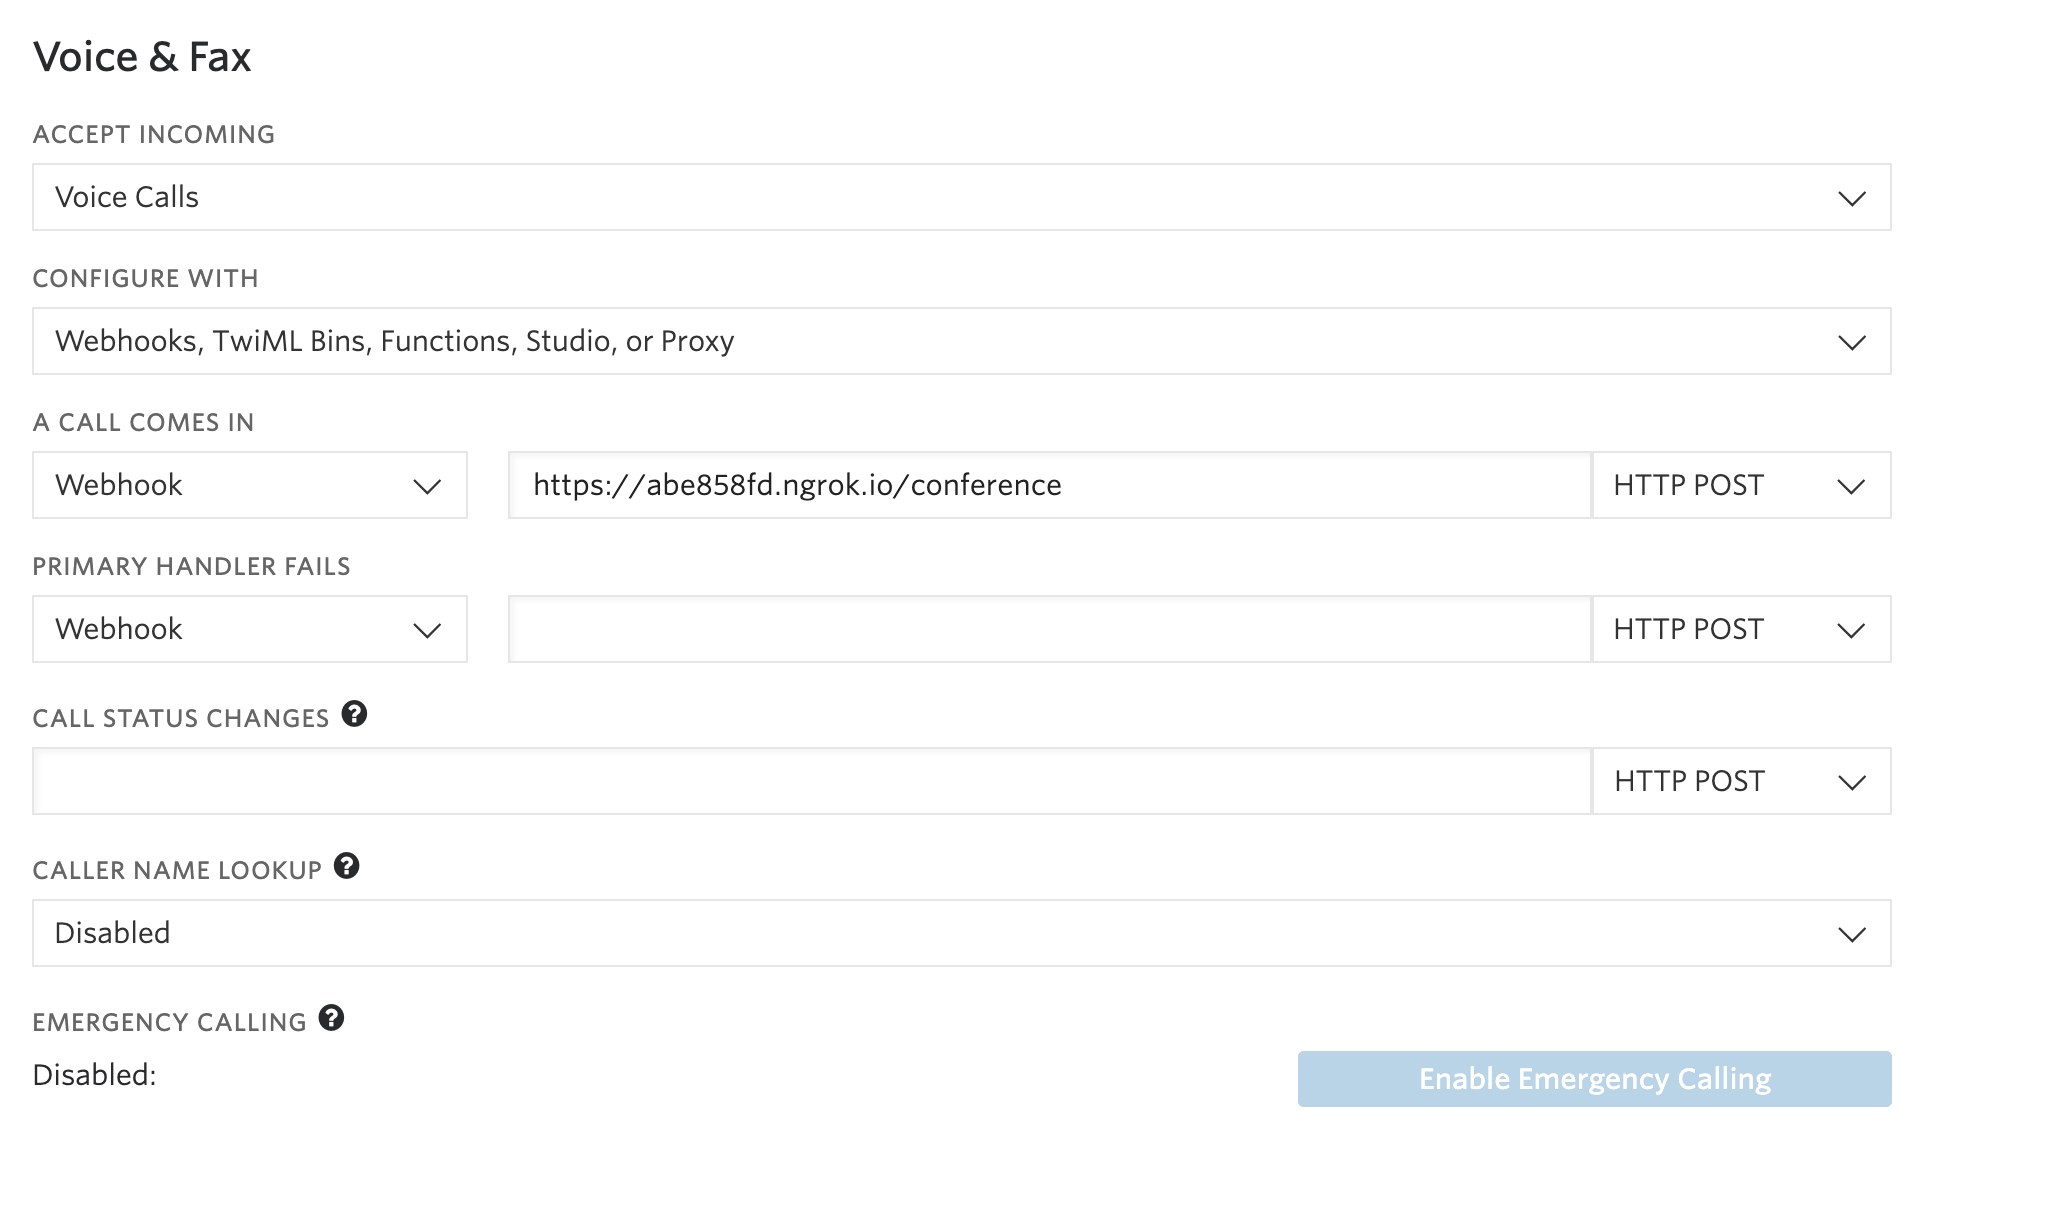 Voice & Fax
ACCEPT INCOMING
Voice Calls
CONFIGURE WITH
Webhooks, TwiML Bins, Functions, Studio, or Proxy
A CALL COMES IN
Webhook https://abe858fd.ngrok.io/conference HTTP POST
PRIMARY HANDLER FAILS
Webhook HTTP POST
CALL STATUS CHANGES ?
HTTP POST
CALLER NAME LOOKUP ?
Disabled
EMERGENCY CALLING ?
Disabled: Enable Emergency Calling